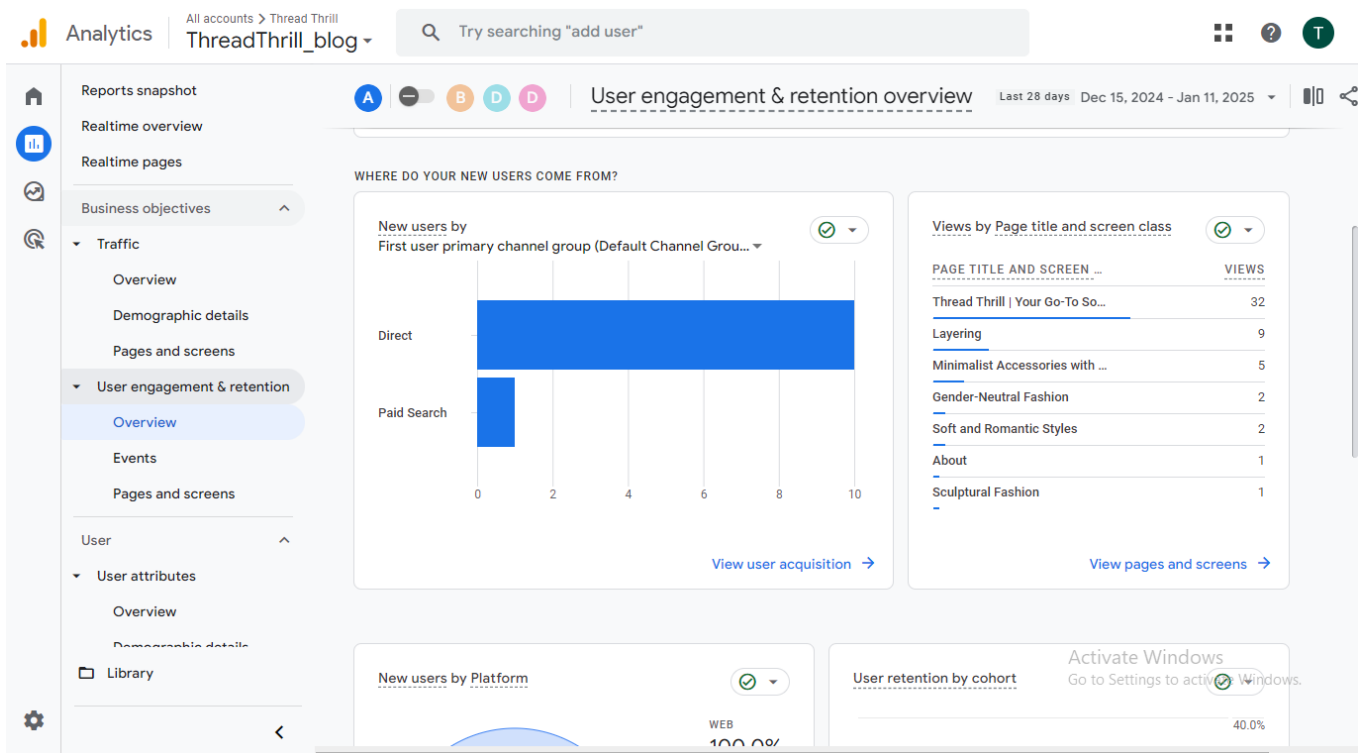 Analytics
All accounts > Thread Thrill
ThreadThrill_blog
Try searching "add user"
T
Reports snapshot
Realtime overview
Realtime pages
Business objectives
Traffic
Overview
Demographic details
Pages and screens
User engagement & retention
Overview
Events
Pages and screens
User
User attributes
Overview
Demographic details
Library
A
B
D
D
User engagement & retention overview
Last 28 days Dec 15, 2024 - Jan 11, 2025
WHERE DO YOUR NEW USERS COME FROM?
New users by
First user primary channel group (Default Channel Grou...
Direct
Paid Search
0 2 4 6 8 10
View user acquisition
Views by Page title and screen class
PAGE TITLE AND SCREEN ... VIEWS
Thread Thrill | Your Go-To So... 32
Layering 9
Minimalist Accessories with ... 5
Gender-Neutral Fashion 2
Soft and Romantic Styles 2
About 1
Sculptural Fashion 1
View pages and screens
New users by Platform
WEB
100.0%
User retention by cohort
40.0%
Activate Windows
Go to Settings to activate Windows.